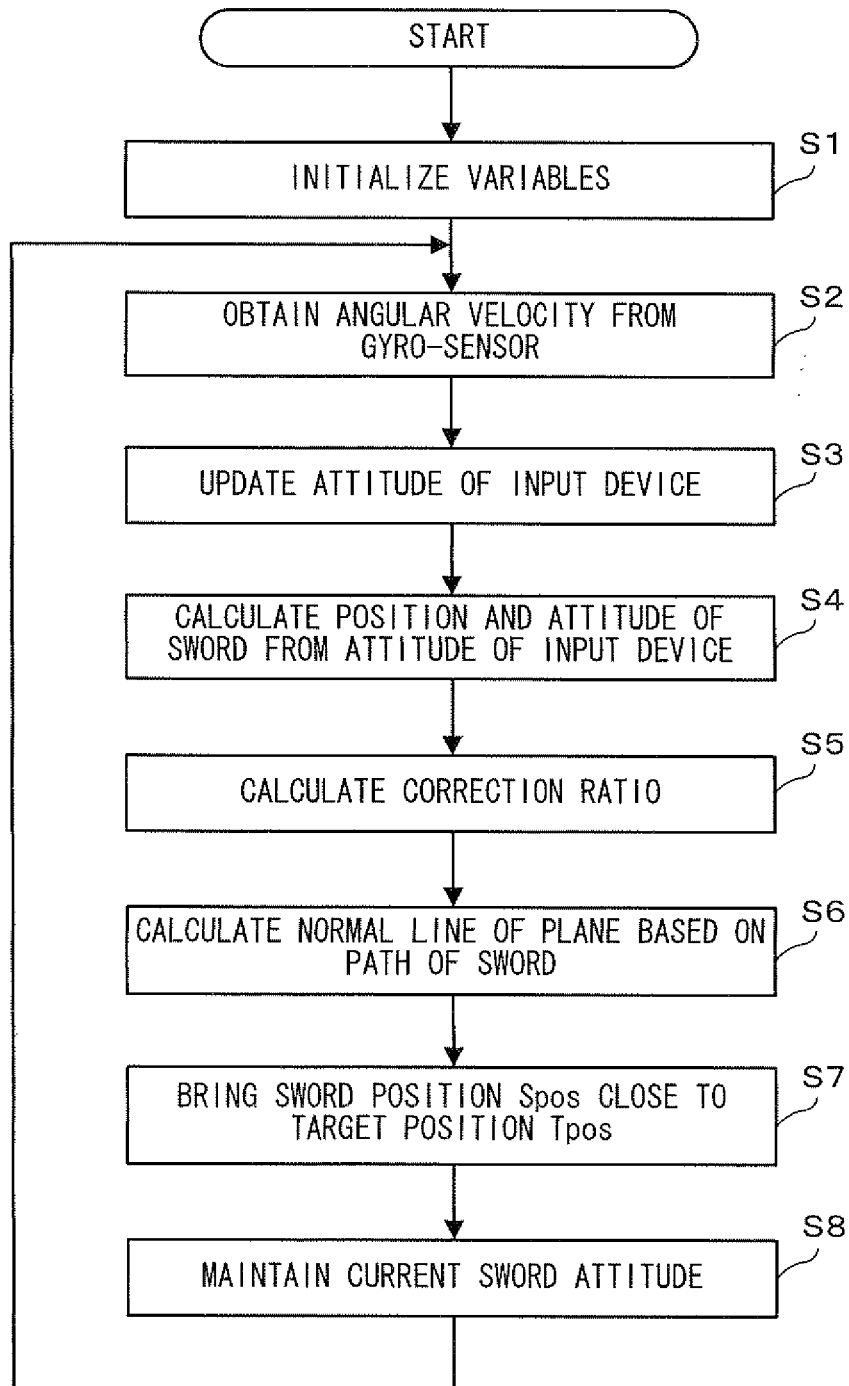 START
S1
INITIALIZE VARIABLES
S2
OBTAIN ANGULAR VELOCITY FROM
GYRO-SENSOR
S3
UPDATE ATTITUDE OF INPUT DEVICE
S4
CALCULATE POSITION AND ATTITUDE OF
SWORD FROM ATTITUDE OF INPUT DEVICE
S5
CALCULATE CORRECTION RATIO
S6
CALCULATE NORMAL LINE OF PLANE BASED ON
PATH OF SWORD
S7
BRING SWORD POSITION Spos CLOSE TO
TARGET POSITION Tpos
S8
MAINTAIN CURRENT SWORD ATTITUDE